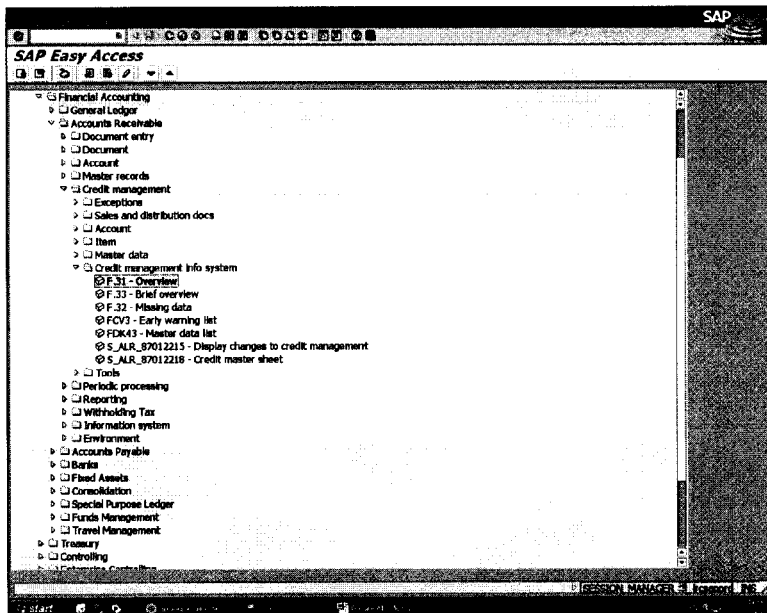 SAP
SAP Easy Access
Financial Accounting
General Ledger
Accounts Receivable
Document entry
Document
Account
Master records
Credit management
Exceptions
Sales and distribution docs
Account
Item
Master data
Credit management info system
F.31 - Overview
F.33 - Brief overview
F.32 - Missing data
FCV3 - Early warning list
FDK43 - Master data list
S_ALR_87012215 - Display changes to credit management
S_ALR_87012218 - Credit master sheet
Tools
Periodic processing
Reporting
Withholding Tax
Information system
Environment
Accounts Payable
Banks
Fixed Assets
Consolidation
Special Purpose Ledger
Funds Management
Travel Management
Treasury
Controlling
Enterprise Controlling
SESSION_MANAGER INS
start